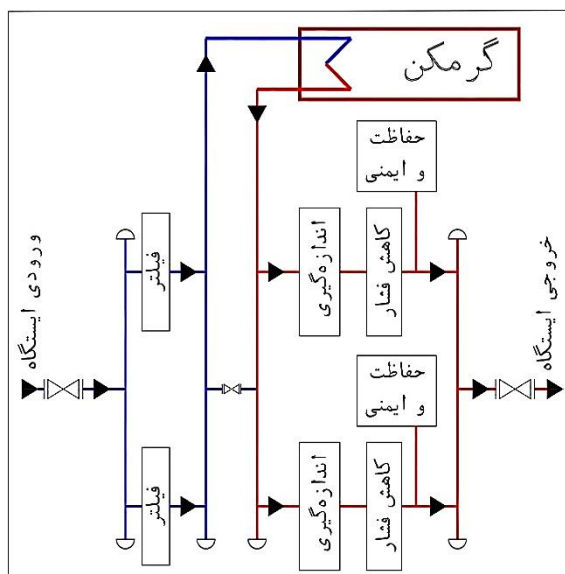 گرمکن
حفاظت
و ایمنی
فیلتر
اندازه‌گیری
کاهش فشار
ورودی ایستگاه
خروجی ایستگاه
حفاظت
و ایمنی
فیلتر
اندازه‌گیری
کاهش فشار